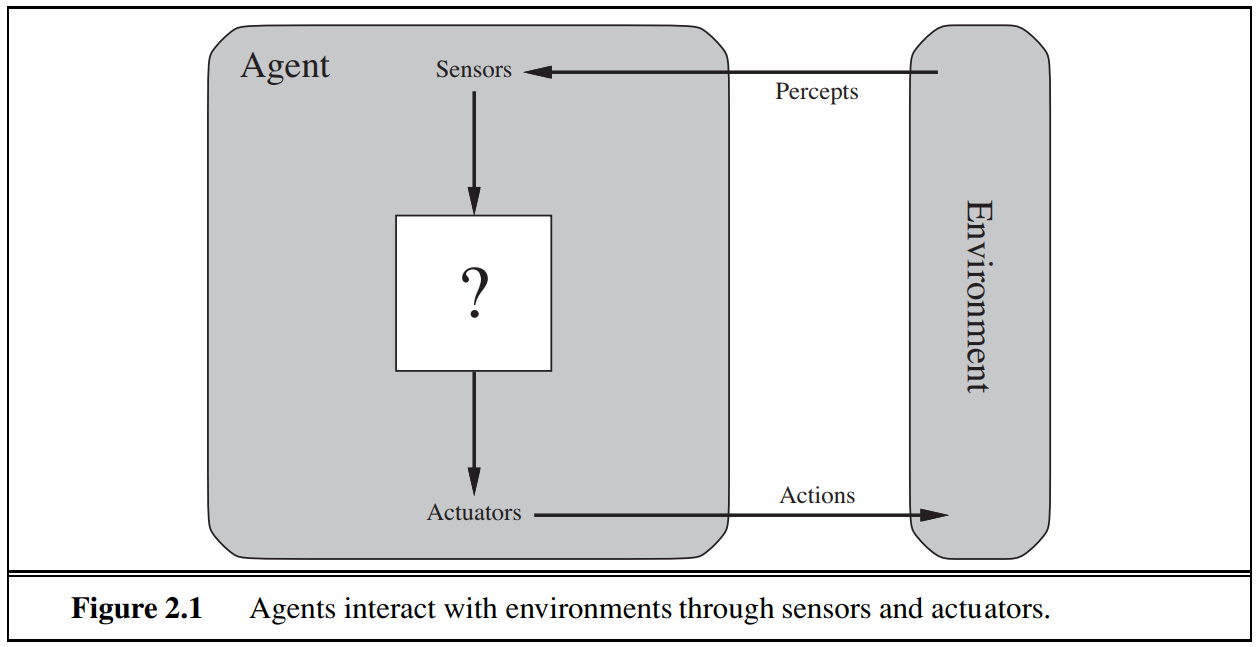 Agent
Sensors
Percepts
?
Environment
Actuators
Actions
Figure 2.1 Agents interact with environments through sensors and actuators.